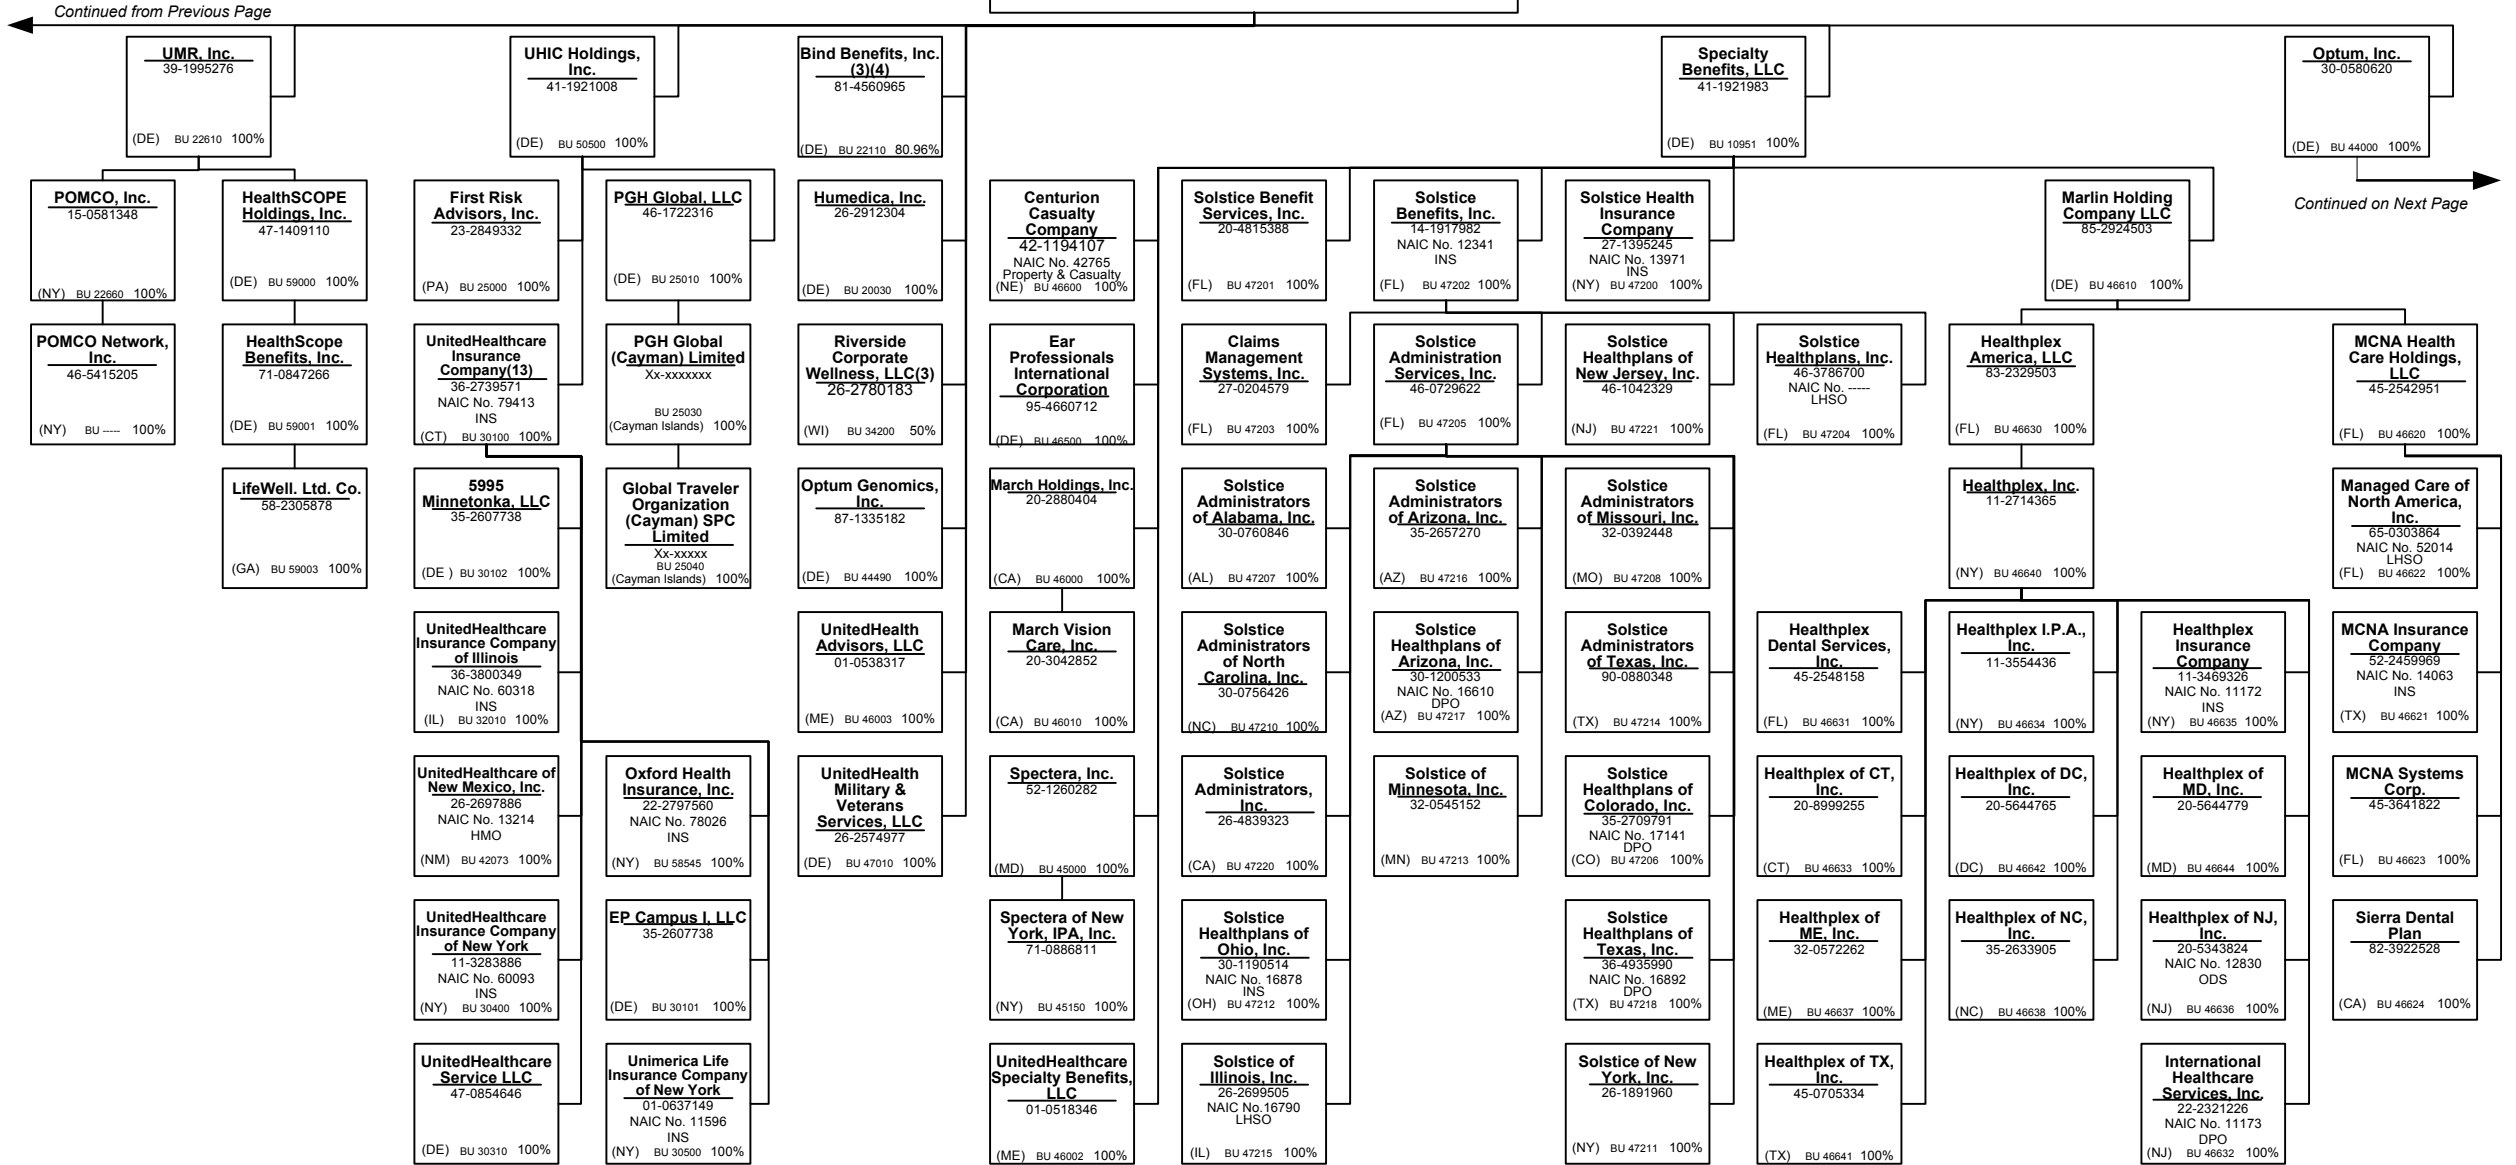 Continued from Previous Page
UMR, Inc.
39-1995276
(DE) BU 22610 100%
UHIC Holdings,
Inc.
41-1921008
(DE) BU 50500 100%
Bind Benefits, Inc.
(3)(4)
81-4560965
(DE) BU 22110 80.96%
Specialty
Benefits, LLC
41-1921983
(DE) BU 10951 100%
Optum, Inc.
30-0580620
(DE) BU 44000 100%
Continued on Next Page
POMCO, Inc.
15-0581348
(NY) BU 22660 100%
HealthSCOPE
Holdings, Inc.
47-1409110
(DE) BU 59000 100%
First Risk
Advisors, Inc.
23-2849332
(PA) BU 25000 100%
PGH Global, LLC
46-1722316
(DE) BU 25010 100%
Humedica, Inc.
26-2912304
(DE) BU 20030 100%
Centurion
Casualty
Company
42-1194107
NAIC No. 42765
Property & Casualty
(NE) BU 46600 100%
Solstice Benefit
Services, Inc.
20-4815388
(FL) BU 47201 100%
Solstice
Benefits, Inc.
14-1917982
NAIC No. 12341
INS
(FL) BU 47202 100%
Solstice Health
Insurance
Company
27-1395245
NAIC No. 13971
INS
(NY) BU 47200 100%
Marlin Holding
Company LLC
85-2924503
(DE) BU 46610 100%
POMCO Network,
Inc.
46-5415205
(NY) BU ----- 100%
HealthScope
Benefits, Inc.
71-0847266
(DE) BU 59001 100%
UnitedHealthcare
Insurance
Company(13)
36-2739571
NAIC No. 79413
INS
(CT) BU 30100 100%
PGH Global
(Cayman) Limited
Xx-xxxxxxx
BU 25030
(Cayman Islands) 100%
Riverside
Corporate
Wellness, LLC(3)
26-2780183
(WI) BU 34200 50%
Ear
Professionals
International
Corporation
95-4660712
(DE) BU 46500 100%
Claims
Management
Systems, Inc.
27-0204579
(FL) BU 47203 100%
Solstice
Administration
Services, Inc.
46-0729622
(FL) BU 47205 100%
Solstice
Healthplans of
New Jersey, Inc.
46-1042329
(NJ) BU 47221 100%
Solstice
Healthplans, Inc.
46-3786700
NAIC No. -----
LHSO
(FL) BU 47204 100%
Healthplex
America, LLC
83-2329503
(FL) BU 46630 100%
MCNA Health
Care Holdings,
LLC
45-2542951
(FL) BU 46620 100%
LifeWell. Ltd. Co.
58-2305878
(GA) BU 59003 100%
5995
Minnetonka, LLC
35-2607738
(DE ) BU 30102 100%
Global Traveler
Organization
(Cayman) SPC
Limited
Xx-xxxxx
BU 25040
(Cayman Islands) 100%
Optum Genomics,
Inc.
87-1335182
(DE) BU 44490 100%
March Holdings, Inc.
20-2880404
(CA) BU 46000 100%
Solstice
Administrators
of Alabama, Inc.
30-0760846
(AL) BU 47207 100%
Solstice
Administrators
of Arizona, Inc.
35-2657270
(AZ) BU 47216 100%
Solstice
Administrators
of Missouri, Inc.
32-0392448
(MO) BU 47208 100%
Healthplex, Inc.
11-2714365
(NY) BU 46640 100%
Managed Care of
North America,
Inc.
65-0303864
NAIC No. 52014
LHSO
(FL) BU 46622 100%
UnitedHealthcare
Insurance Company
of Illinois
36-3800349
NAIC No. 60318
INS
(IL) BU 32010 100%
UnitedHealth
Advisors, LLC
01-0538317
(ME) BU 46003 100%
March Vision
Care, Inc.
20-3042852
(CA) BU 46010 100%
Solstice
Administrators
of North
Carolina, Inc.
30-0756426
(NC) BU 47210 100%
Solstice
Healthplans of
Arizona, Inc.
30-1200533
NAIC No. 16610
DPO
(AZ) BU 47217 100%
Solstice
Administrators
of Texas, Inc.
90-0880348
(TX) BU 47214 100%
Healthplex
Dental Services,
Inc.
45-2548158
(FL) BU 46631 100%
Healthplex I.P.A.,
Inc.
11-3554436
(NY) BU 46634 100%
Healthplex
Insurance
Company
11-3469326
NAIC No. 11172
INS
(NY) BU 46635 100%
MCNA Insurance
Company
52-2459969
NAIC No. 14063
INS
(TX) BU 46621 100%
UnitedHealthcare of
New Mexico, Inc.
26-2697886
NAIC No. 13214
HMO
(NM) BU 42073 100%
Oxford Health
Insurance, Inc.
22-2797560
NAIC No. 78026
INS
(NY) BU 58545 100%
UnitedHealth
Military &
Veterans
Services, LLC
26-2574977
(DE) BU 47010 100%
Spectera, Inc.
52-1260282
(MD) BU 45000 100%
Solstice
Administrators,
Inc.
26-4839323
(CA) BU 47220 100%
Solstice of
Minnesota, Inc.
32-0545152
(MN) BU 47213 100%
Solstice
Healthplans of
Colorado, Inc.
35-2709791
NAIC No. 17141
DPO
(CO) BU 47206 100%
Healthplex of CT,
Inc.
20-8999255
(CT) BU 46633 100%
Healthplex of DC,
Inc.
20-5644765
(DC) BU 46642 100%
Healthplex of
MD, Inc.
20-5644779
(MD) BU 46644 100%
MCNA Systems
Corp.
45-3641822
(FL) BU 46623 100%
UnitedHealthcare
Insurance Company
of New York
11-3283886
NAIC No. 60093
INS
(NY) BU 30400 100%
EP Campus I, LLC
35-2607738
(DE) BU 30101 100%
Spectera of New
York, IPA, Inc.
71-0886811
(NY) BU 45150 100%
Solstice
Healthplans of
Ohio, Inc.
30-1190514
NAIC No. 16878
INS
(OH) BU 47212 100%
Solstice
Healthplans of
Texas, Inc.
36-4935990
NAIC No. 16892
DPO
(TX) BU 47218 100%
Healthplex of
ME, Inc.
32-0572262
(ME) BU 46637 100%
Healthplex of NC,
Inc.
35-2633905
(NC) BU 46638 100%
Healthplex of NJ,
Inc.
20-5343824
NAIC No. 12830
ODS
(NJ) BU 46636 100%
Sierra Dental
Plan
82-3922528
(CA) BU 46624 100%
UnitedHealthcare
Service LLC
47-0854646
(DE) BU 30310 100%
Unimerica Life
Insurance Company
of New York
01-0637149
NAIC No. 11596
INS
(NY) BU 30500 100%
UnitedHealthcare
Specialty Benefits,
LLC
01-0518346
(ME) BU 46002 100%
Solstice of
Illinois, Inc.
26-2699505
NAIC No.16790
LHSO
(IL) BU 47215 100%
Solstice of New
York, Inc.
26-1891960
(NY) BU 47211 100%
Healthplex of TX,
Inc.
45-0705334
(TX) BU 46641 100%
International
Healthcare
Services, Inc.
22-2321226
NAIC No. 11173
DPO
(NJ) BU 46632 100%